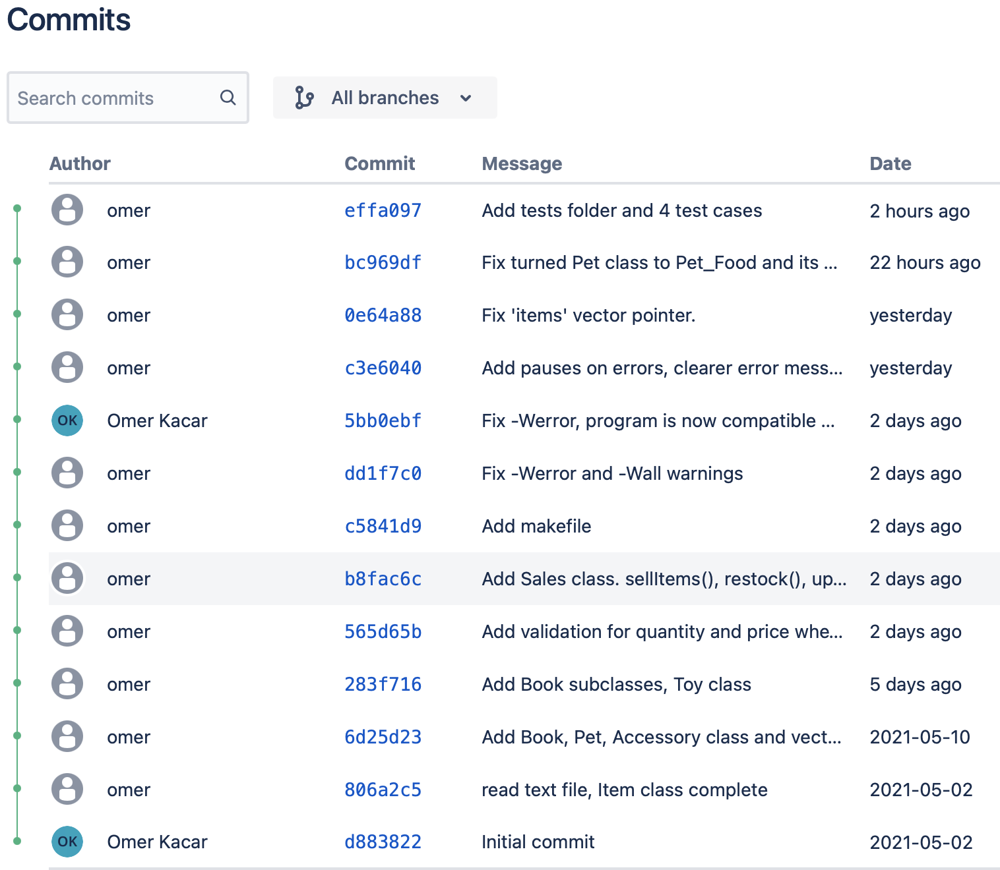 Commits
Search commits All branches
Author Commit Message Date
omer effa097 Add tests folder and 4 test cases 2 hours ago
omer bc969df Fix turned Pet class to Pet_Food and its ... 22 hours ago
omer 0e64a88 Fix 'items' vector pointer. yesterday
omer c3e6040 Add pauses on errors, clearer error mess... yesterday
OK Omer Kacar 5bb0ebf Fix -Werror, program is now compatible ... 2 days ago
omer dd1f7c0 Fix -Werror and -Wall warnings 2 days ago
omer c5841d9 Add makefile 2 days ago
omer b8fac6c Add Sales class. sellItems(), restock(), up... 2 days ago
omer 565d65b Add validation for quantity and price whe... 2 days ago
omer 283f716 Add Book subclasses, Toy class 5 days ago
omer 6d25d23 Add Book, Pet, Accessory class and vect... 2021-05-10
omer 806a2c5 read text file, Item class complete 2021-05-02
OK Omer Kacar d883822 Initial commit 2021-05-02